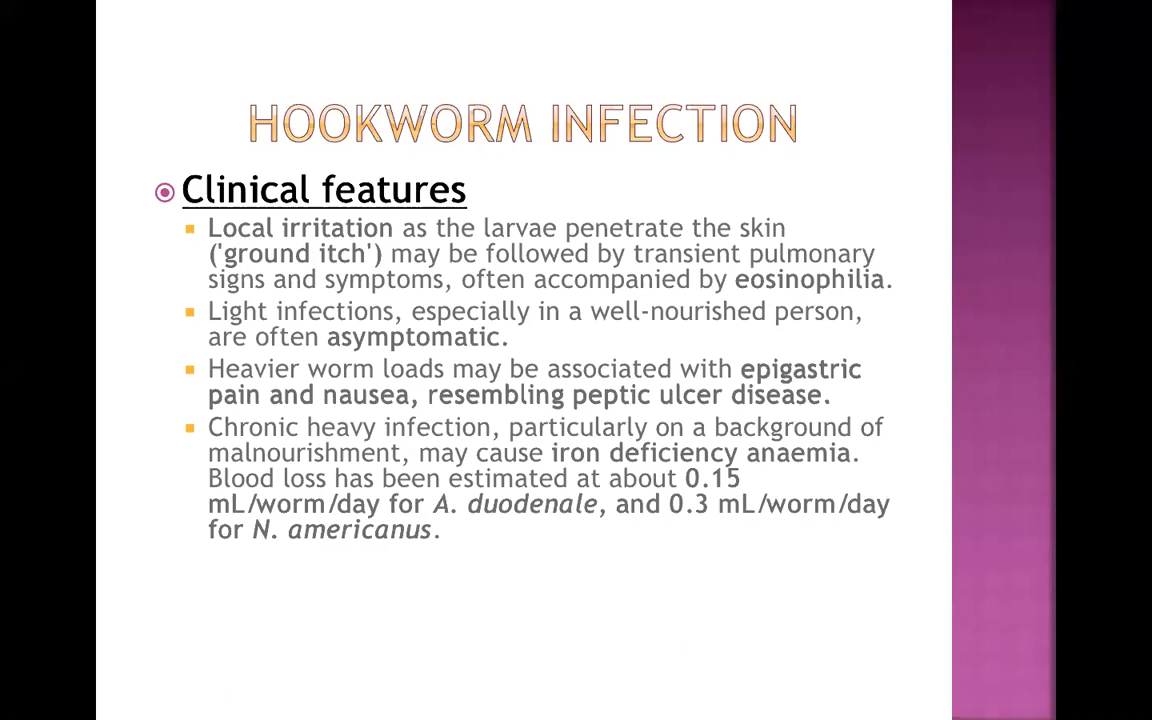 HOOKWORM INFECTION
Clinical features
Local irritation as the larvae penetrate the skin
('ground itch') may be followed by transient pulmonary
signs and symptoms, often accompanied by eosinophilia.
Light infections, especially in a well-nourished person,
are often asymptomatic.
Heavier worm loads may be associated with epigastric
pain and nausea, resembling peptic ulcer disease.
Chronic heavy infection, particularly on a background of
malnourishment, may cause iron deficiency anaemia.
Blood loss has been estimated at about 0.15
mL/worm/day for A. duodenale, and 0.3 mL/worm/day
for N. americanus.